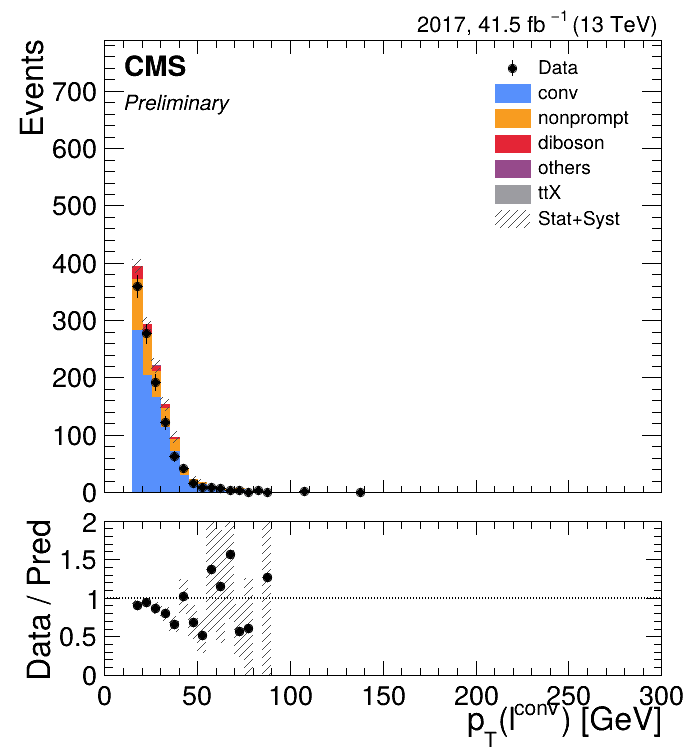 2017, 41.5 fb⁻¹ (13 TeV)
CMS
Preliminary
Events
700
600
500
400
300
200
100
0
Data
conv
nonprompt
diboson
others
ttX
Stat+Syst
Data / Pred
2
1.5
1
0.5
0
0 50 100 150 200 250 300
p_T(l^conv) [GeV]